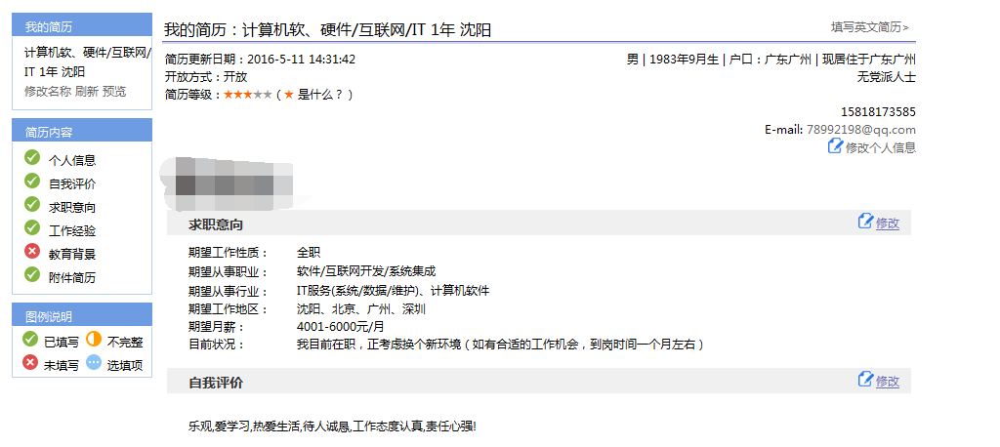 我的简历
计算机软、硬件/互联网/
IT 1年 沈阳
修改名称 刷新 预览
简历内容
个人信息
自我评价
求职意向
工作经验
教育背景
附件简历
图例说明
已填写 不完整
未填写 选填项
我的简历：计算机软、硬件/互联网/IT 1年 沈阳
填写英文简历>
简历更新日期：2016-5-11 14:31:42
男 | 1983年9月生 | 户口：广东广州 | 现居住于广东广州
开放方式：开放
无党派人士
简历等级：★★★★★（★ 是什么？）
15818173585
E-mail: 78992198@qq.com
修改个人信息
求职意向
修改
期望工作性质： 全职
期望从事职业： 软件/互联网开发/系统集成
期望从事行业： IT服务(系统/数据/维护)、计算机软件
期望工作地区： 沈阳、北京、广州、深圳
期望月薪： 4001-6000元/月
目前状况： 我目前在职，正考虑换个新环境（如有合适的工作机会，到岗时间一个月左右）
自我评价
修改
乐观,爱学习,热爱生活,待人诚恳,工作态度认真,责任心强!